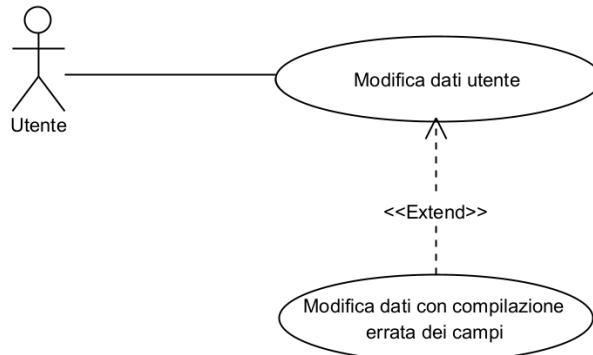 Modifica dati utente
Utente
<<Extend>>
Modifica dati con compilazione
errata dei campi